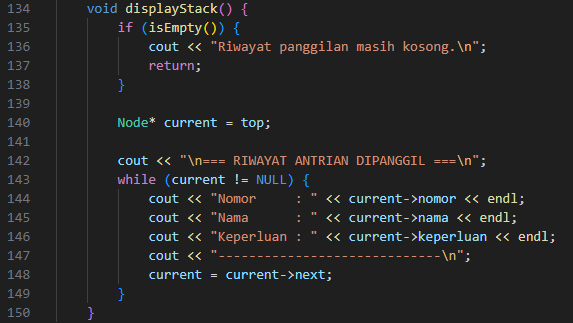 134 void displayStack() {
135 if (isEmpty()) {
136 cout << "Riwayat panggilan masih kosong.\n";
137 return;
138 }
139
140 Node* current = top;
141
142 cout << "\n=== RIWAYAT ANTRIAN DIPANGGIL ===\n";
143 while (current != NULL) {
144 cout << "Nomor     : " << current->nomor << endl;
145 cout << "Nama      : " << current->nama << endl;
146 cout << "Keperluan : " << current->keperluan << endl;
147 cout << "----------------------------\n";
148 current = current->next;
149 }
150 }